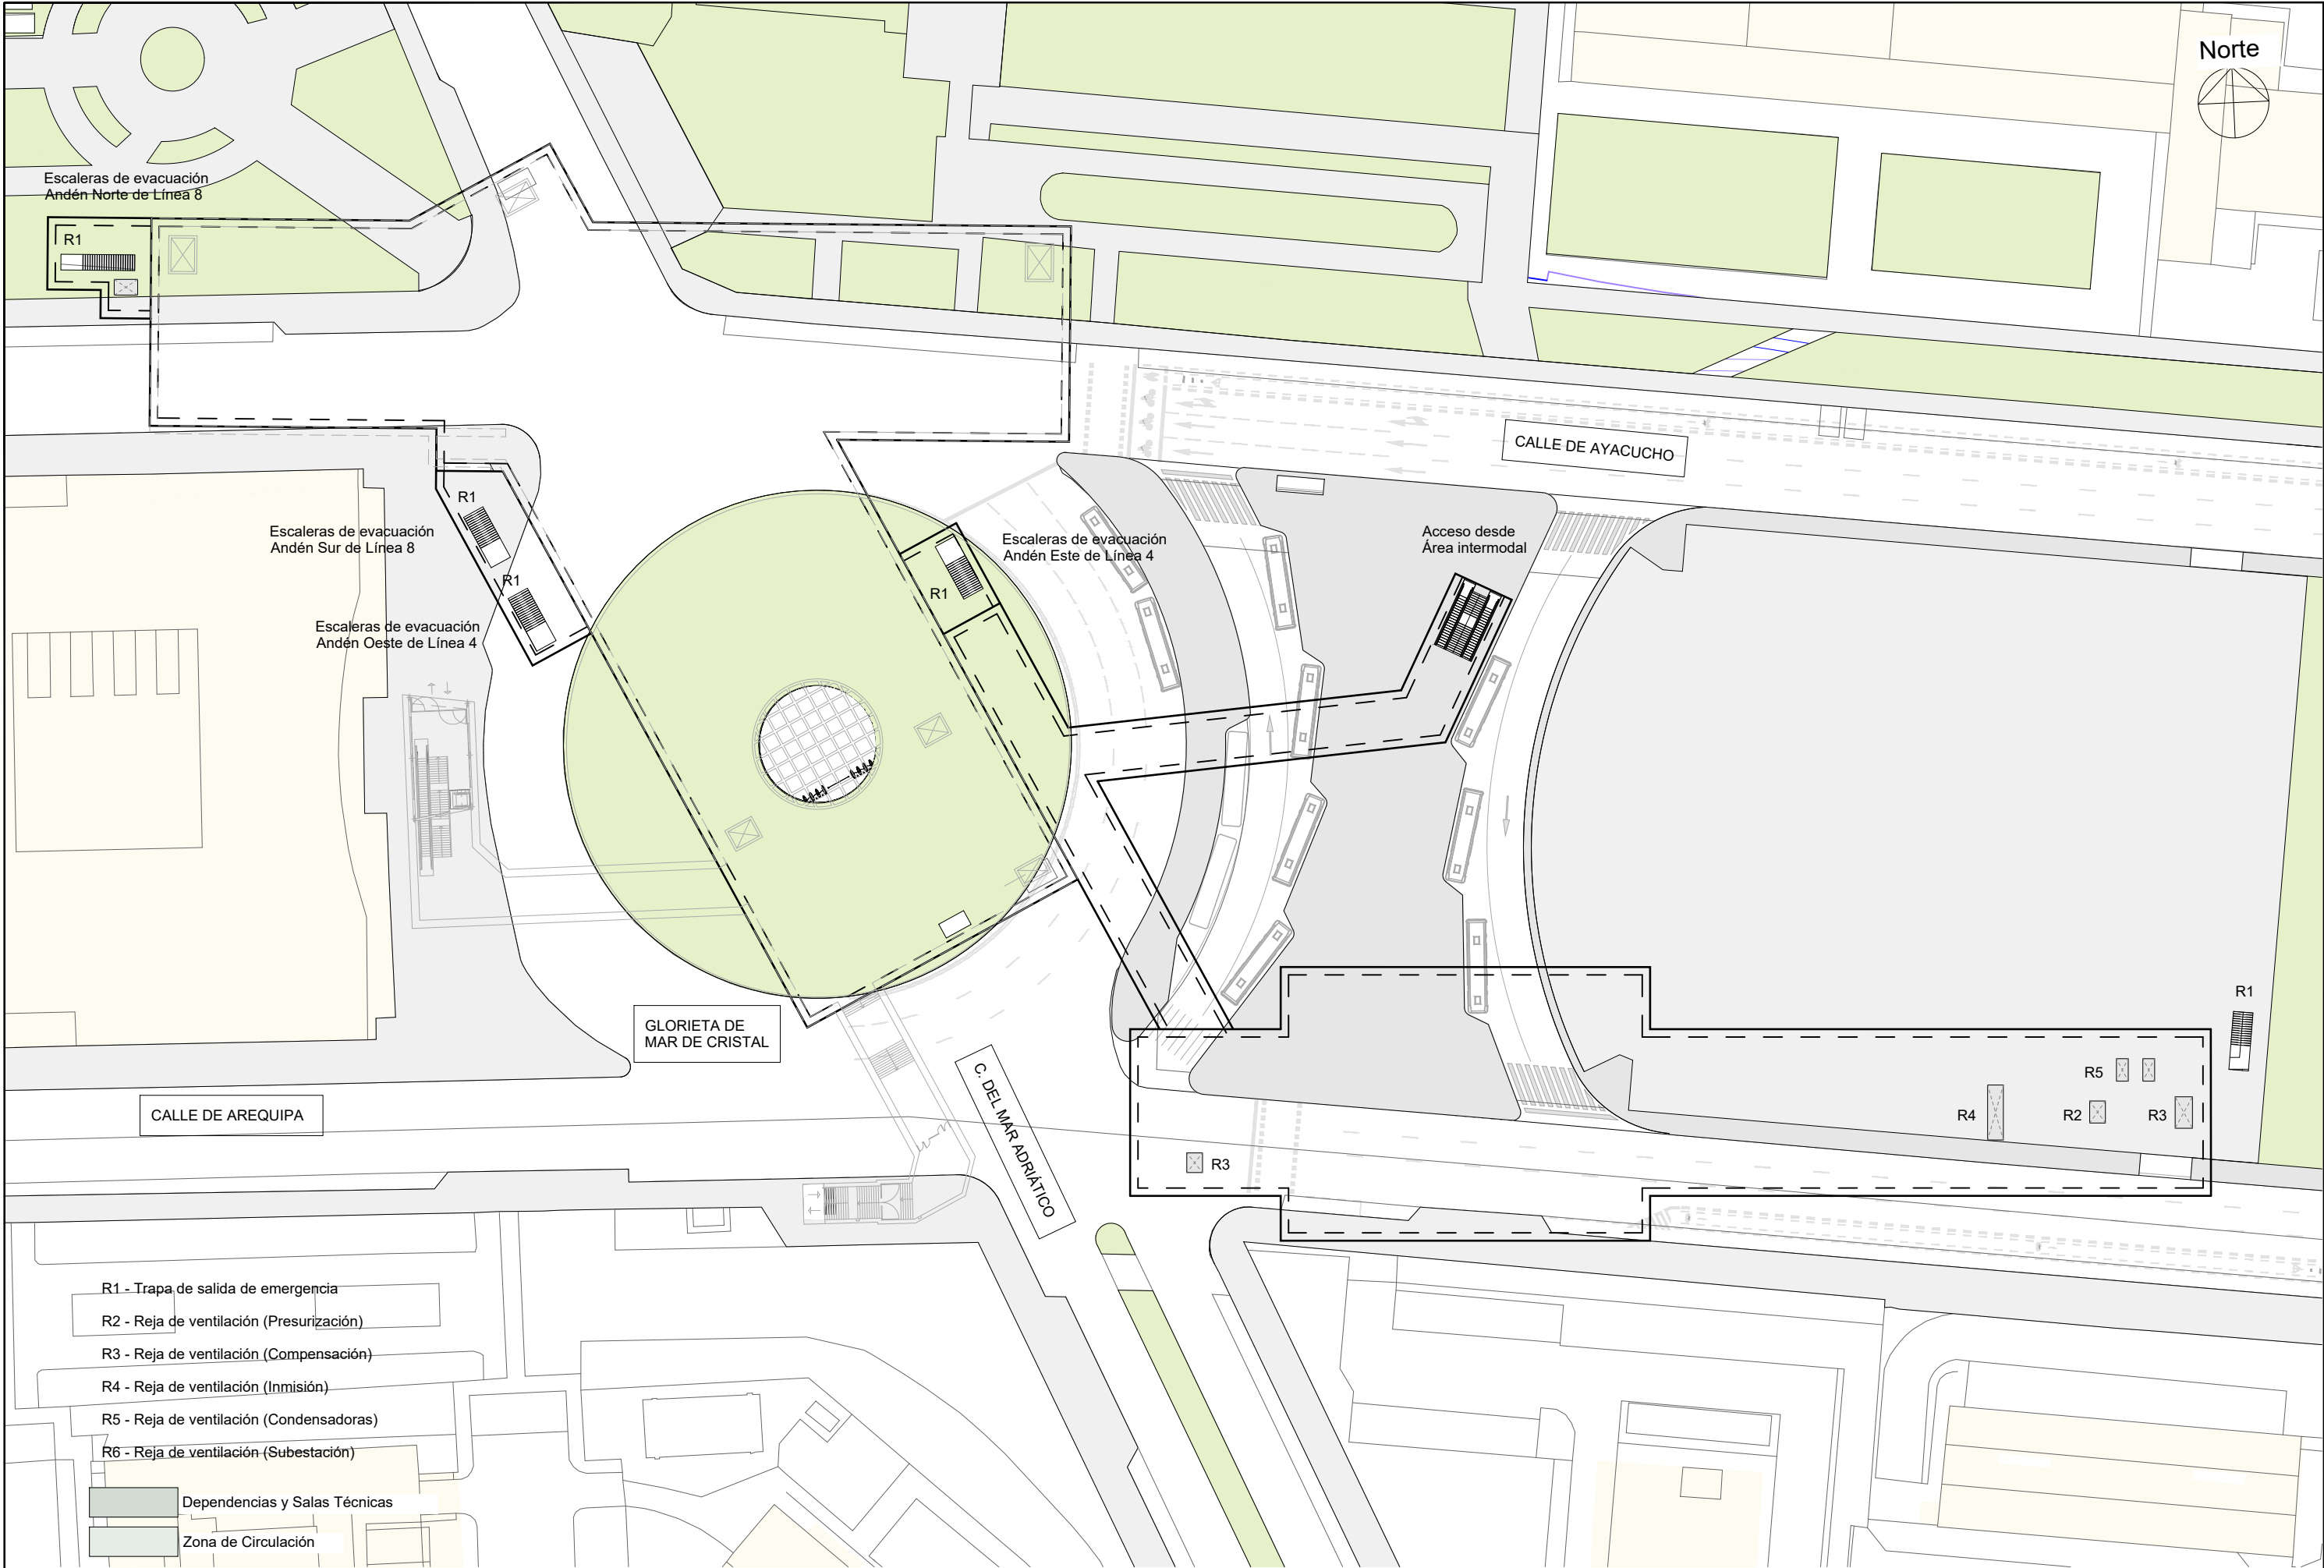 Norte
Escaleras de evacuación
Andén Norte de Línea 8
R1
CALLE DE AYACUCHO
R1
Escaleras de evacuación
Andén Sur de Línea 8
R1
Escaleras de evacuación
Andén Este de Línea 4
R1
Acceso desde
Área intermodal
Escaleras de evacuación
Andén Oeste de Línea 4
GLORIETA DE
MAR DE CRISTAL
R1
R5
R4
R2
R3
C. DEL MAR ADRIÁTICO
CALLE DE AREQUIPA
R3
R1 - Trapa de salida de emergencia
R2 - Reja de ventilación (Presurización)
R3 - Reja de ventilación (Compensación)
R4 - Reja de ventilación (Inmisión)
R5 - Reja de ventilación (Condensadoras)
R6 - Reja de ventilación (Subestación)
Dependencias y Salas Técnicas
Zona de Circulación